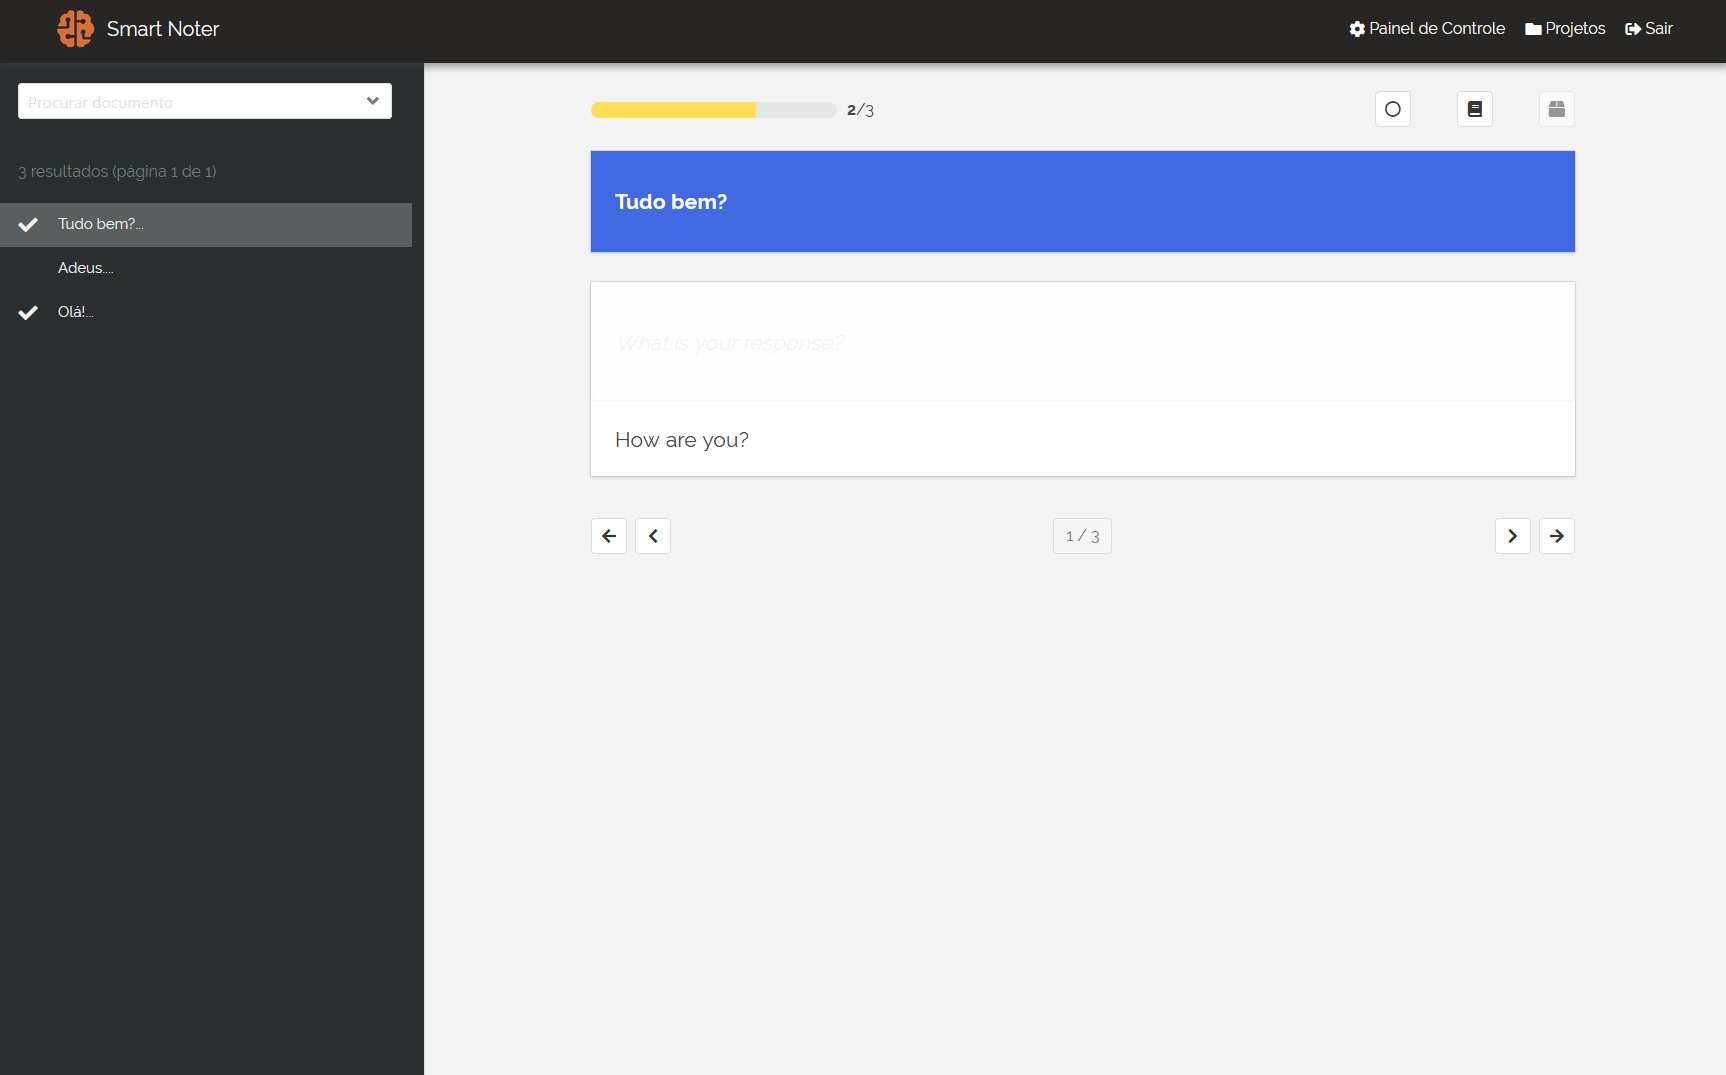 Smart Noter
Painel de Controle Projetos Sair
Procurar documento
3 resultados (página 1 de 1)
Tudo bem?...
Adeus....
Olá!...
2/3
Tudo bem?
What is your response?
How are you?
1 / 3